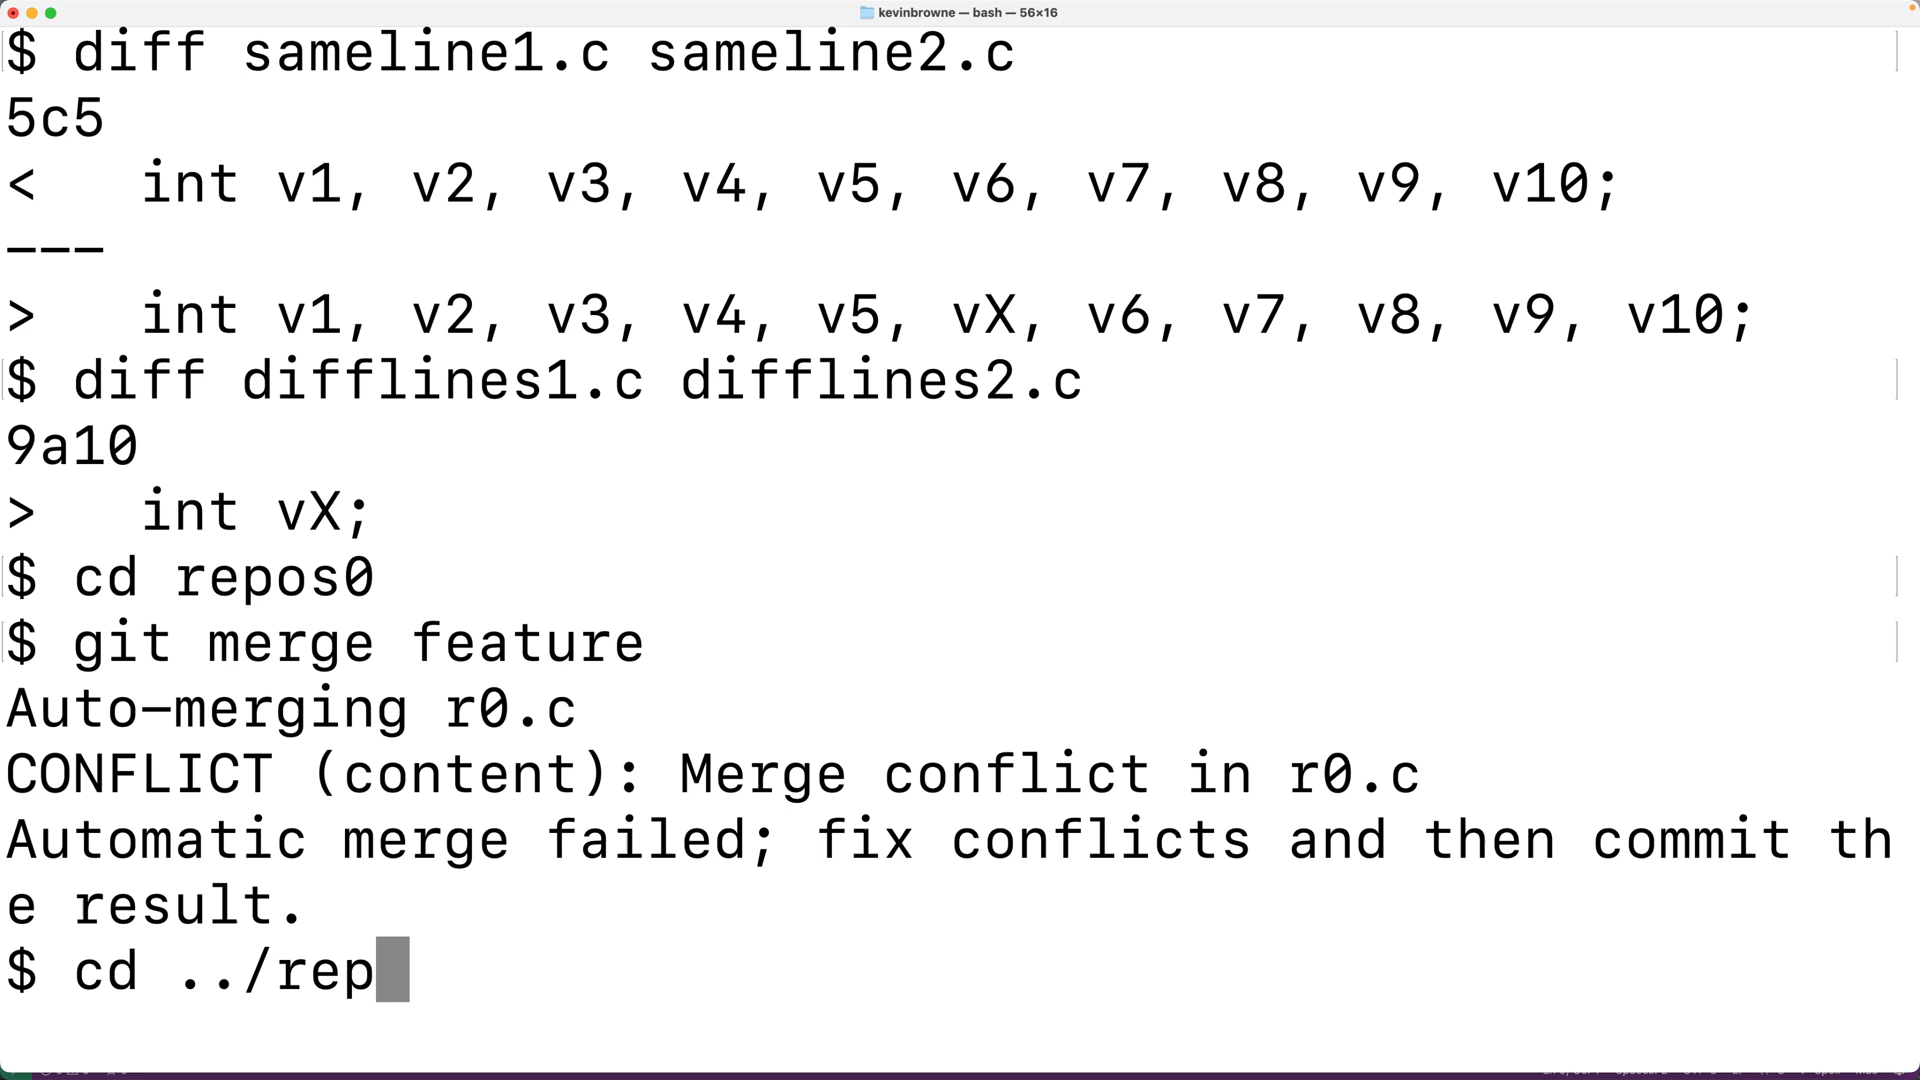 kevinbrowne — bash — 56×16
$ diff sameline1.c sameline2.c
5c5
<   int v1, v2, v3, v4, v5, v6, v7, v8, v9, v10;
---
>   int v1, v2, v3, v4, v5, vX, v6, v7, v8, v9, v10;
$ diff difflines1.c difflines2.c
9a10
>   int vX;
$ cd repos0
$ git merge feature
Auto-merging r0.c
CONFLICT (content): Merge conflict in r0.c
Automatic merge failed; fix conflicts and then commit th
e result.
$ cd ../rep